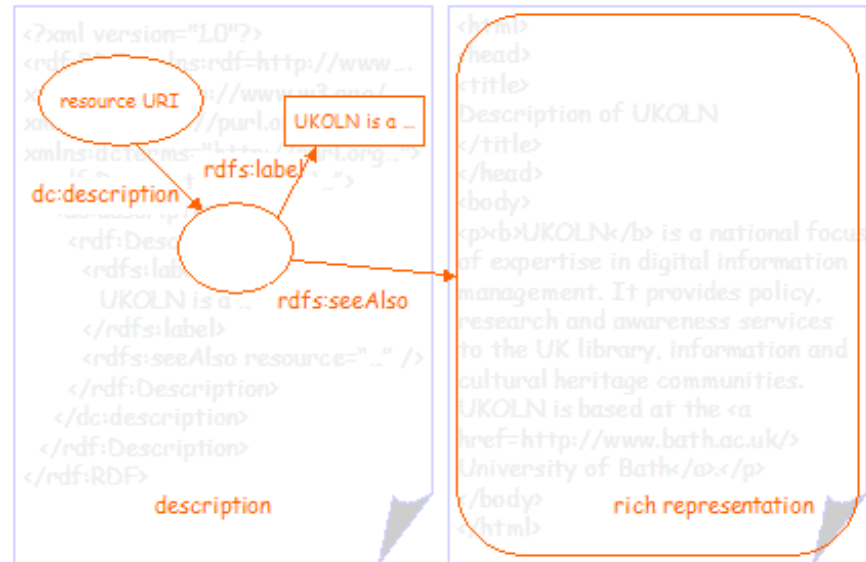 <?xml version="1.0"?>
resource URI
UKOLN is a ...
dc:description
rdfs:label
rdfs:seeAlso
<rdf:Desc
<rdfs:lab
UKOLN is a ..
</rdfs:label>
<rdfs:seeAlso resource=".." />
</rdf:Description>
</dc:description>
</rdf:Description>
</rdf:RDF>
description
<html>
head>
<title>
Description of UKOLN
</title>
</head>
<body>
<p><b>UKOLN</b> is a national focus
of expertise in digital information
management. It provides policy,
research and awareness services
to the UK library, information and
cultural heritage communities.
UKOLN is based at the <a
href=http://www.bath.ac.uk/>
University of Bath</a>.</p>
</body>
</html>
rich representation